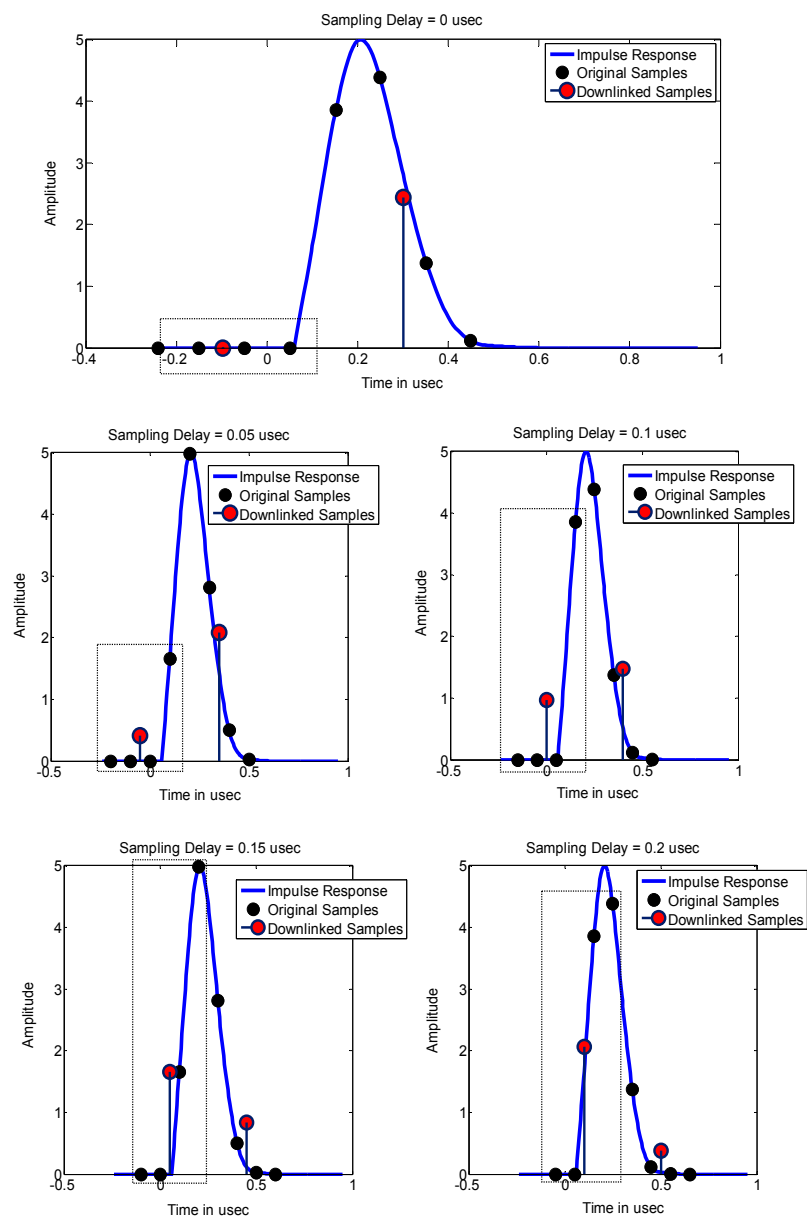 Sampling Delay = 0 usec
5
4
3
2
1
0
Amplitude
Impulse Response
Original Samples
Downlinked Samples
-0.4 -0.2 0 0.2 0.4 0.6 0.8 1
Time in usec
Sampling Delay = 0.05 usec
5
4
3
2
1
0
Amplitude
Impulse Response
Original Samples
Downlinked Samples
-0.5 0 0.5 1
Time in usec
Sampling Delay = 0.1 usec
5
4
3
2
1
0
Amplitude
Impulse Response
Original Samples
Downlinked Samples
-0.5 0 0.5 1
Time in usec
Sampling Delay = 0.15 usec
5
4
3
2
1
0
Amplitude
Impulse Response
Original Samples
Downlinked Samples
-0.5 0 0.5 1
Time in usec
Sampling Delay = 0.2 usec
5
4
3
2
1
0
Amplitude
Impulse Response
Original Samples
Downlinked Samples
-0.5 0 0.5 1
Time in usec